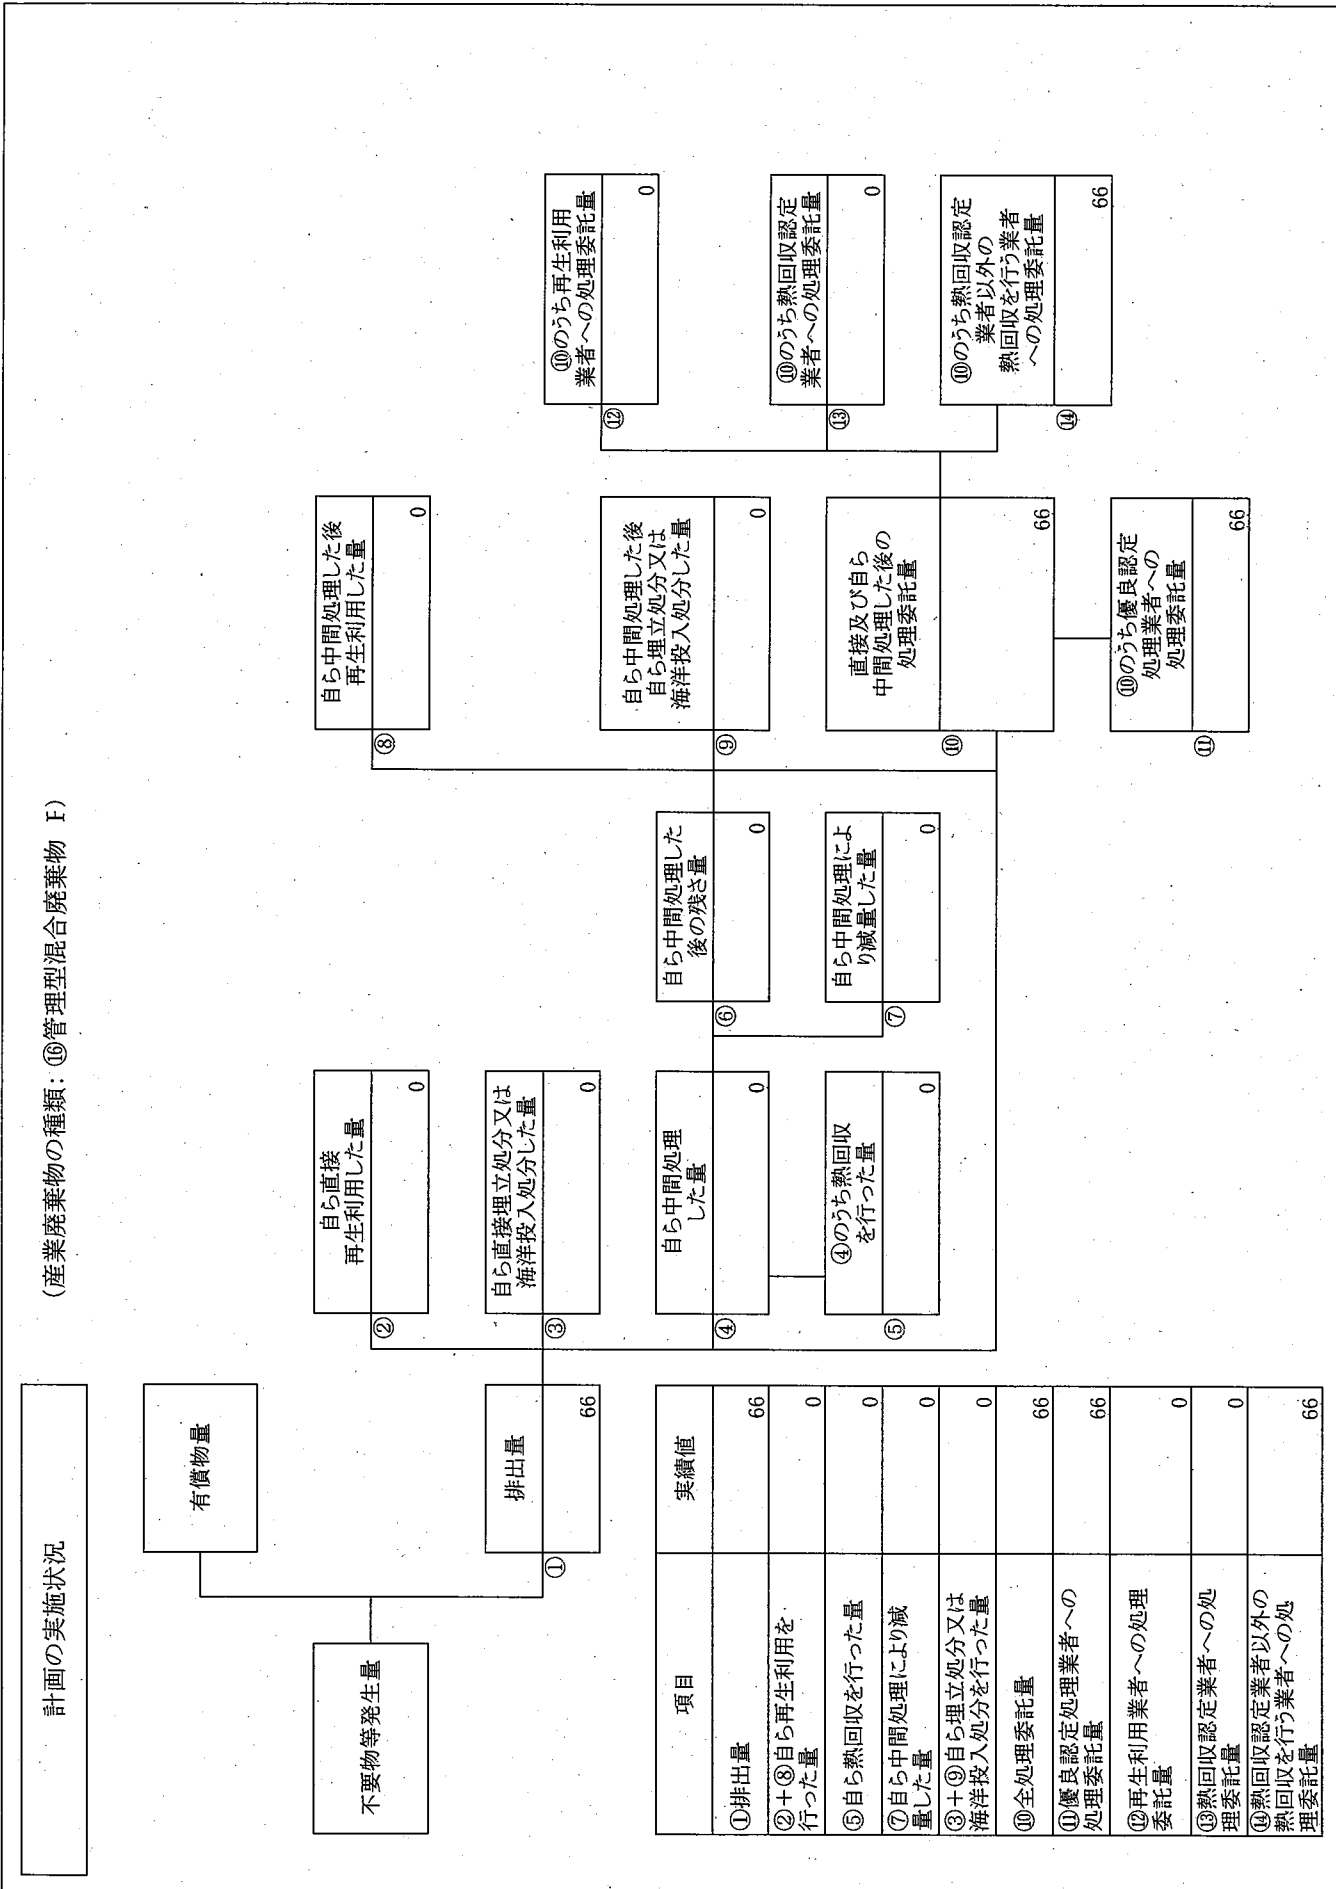 計画の実施状況
(産業廃棄物の種類:⑯管理型混合廃棄物 F)
不要物等発生量
有償物量
①
排出量
66
②
自ら直接
再生利用した量
0
③
自ら直接埋立処分又は
海洋投入処分した量
0
④
自ら中間処理
した量
0
⑤
④のうち熱回収
を行った量
0
⑥
自ら中間処理した
後の残さ量
0
⑦
自ら中間処理によ
り減量した量
0
⑧
自ら中間処理した後
再生利用した量
0
⑨
自ら中間処理した後
自ら埋立処分又は
海洋投入処分した量
0
⑩
直接及び自ら
中間処理した後の
処理委託量
66
⑪
⑩のうち優良認定
処理業者への
処理委託量
66
⑫
⑩のうち再生利用
業者への処理委託量
0
⑬
⑩のうち熱回収認定
業者への処理委託量
0
⑭
⑩のうち熱回収認定
業者以外の
熱回収を行う業者
への処理委託量
66
項目 実績値
①排出量 66
②+⑧自ら再生利用を
行った量 0
⑤自ら熱回収を行った量 0
⑦自ら中間処理により減
量した量 0
③+⑨自ら埋立処分又は
海洋投入処分を行った量 0
⑩全処理委託量 66
⑪優良認定処理業者への
処理委託量 66
⑫再生利用業者への処理
委託量 0
⑬熱回収認定業者への処
理委託量 0
⑭熱回収認定業者以外の
熱回収を行う業者への処
理委託量 66